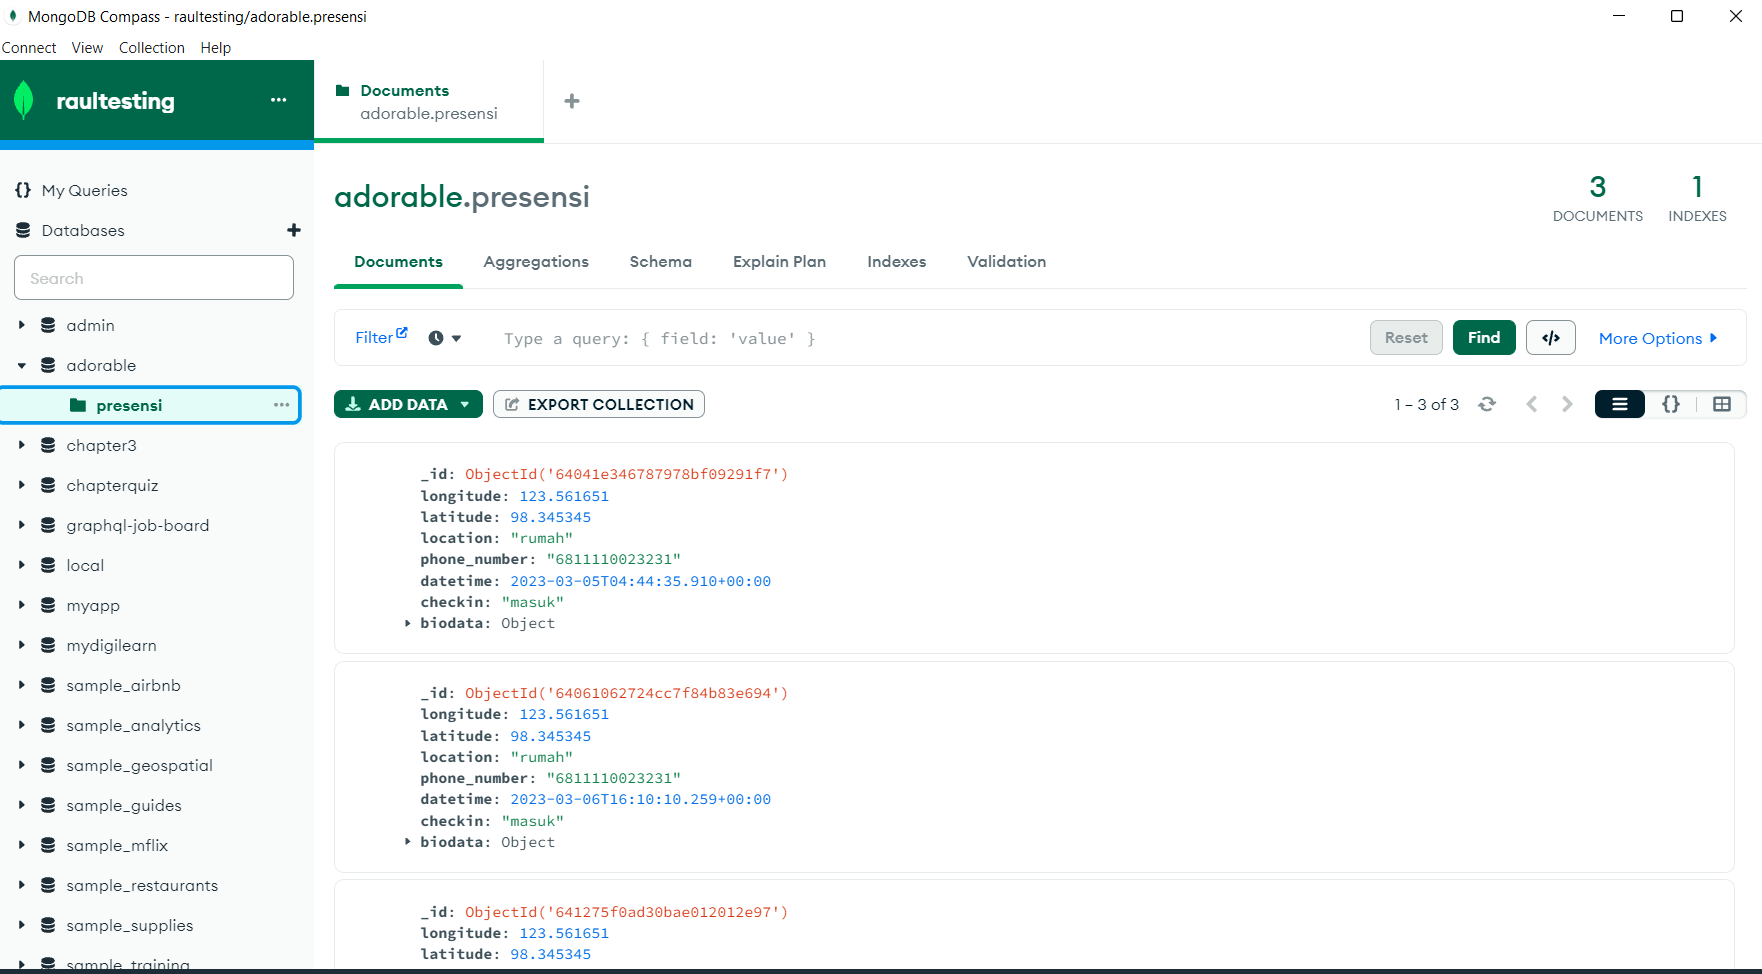 MongoDB Compass - raultesting/adorable.presensi
Connect View Collection Help
raultesting ···
Documents
adorable.presensi
+
{} My Queries
Databases +
Search
admin
adorable
presensi ···
chapter3
chapterquiz
graphql-job-board
local
myapp
mydigilearn
sample_airbnb
sample_analytics
sample_geospatial
sample_guides
sample_mflix
sample_restaurants
sample_supplies
sample_training
adorable.presensi
3 1
DOCUMENTS INDEXES
Documents Aggregations Schema Explain Plan Indexes Validation
Filter Type a query: { field: 'value' } Reset Find </> More Options
ADD DATA EXPORT COLLECTION 1 – 3 of 3 {}
_id: ObjectId('64041e346787978bf09291f7')
longitude: 123.561651
latitude: 98.345345
location: "rumah"
phone_number: "6811110023231"
datetime: 2023-03-05T04:44:35.910+00:00
checkin: "masuk"
biodata: Object
_id: ObjectId('64061062724cc7f84b83e694')
longitude: 123.561651
latitude: 98.345345
location: "rumah"
phone_number: "6811110023231"
datetime: 2023-03-06T16:10:10.259+00:00
checkin: "masuk"
biodata: Object
_id: ObjectId('641275f0ad30bae012012e97')
longitude: 123.561651
latitude: 98.345345